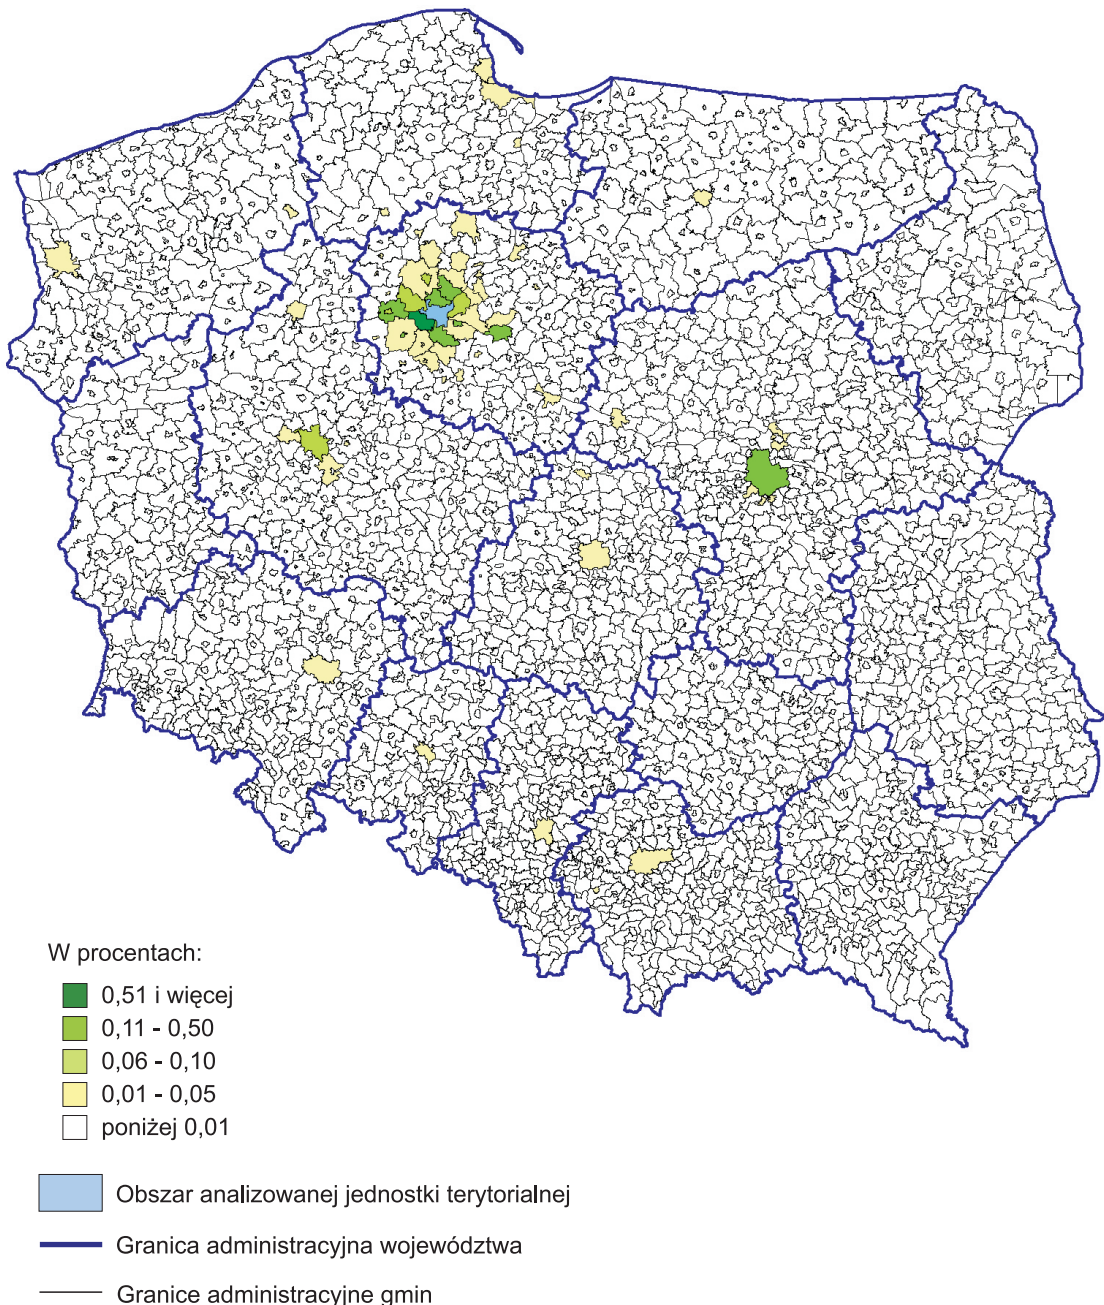 W procentach:
0,51 i więcej
0,11 - 0,50
0,06 - 0,10
0,01 - 0,05
poniżej 0,01
Obszar analizowanej jednostki terytorialnej
Granica administracyjna województwa
Granice administracyjne gmin